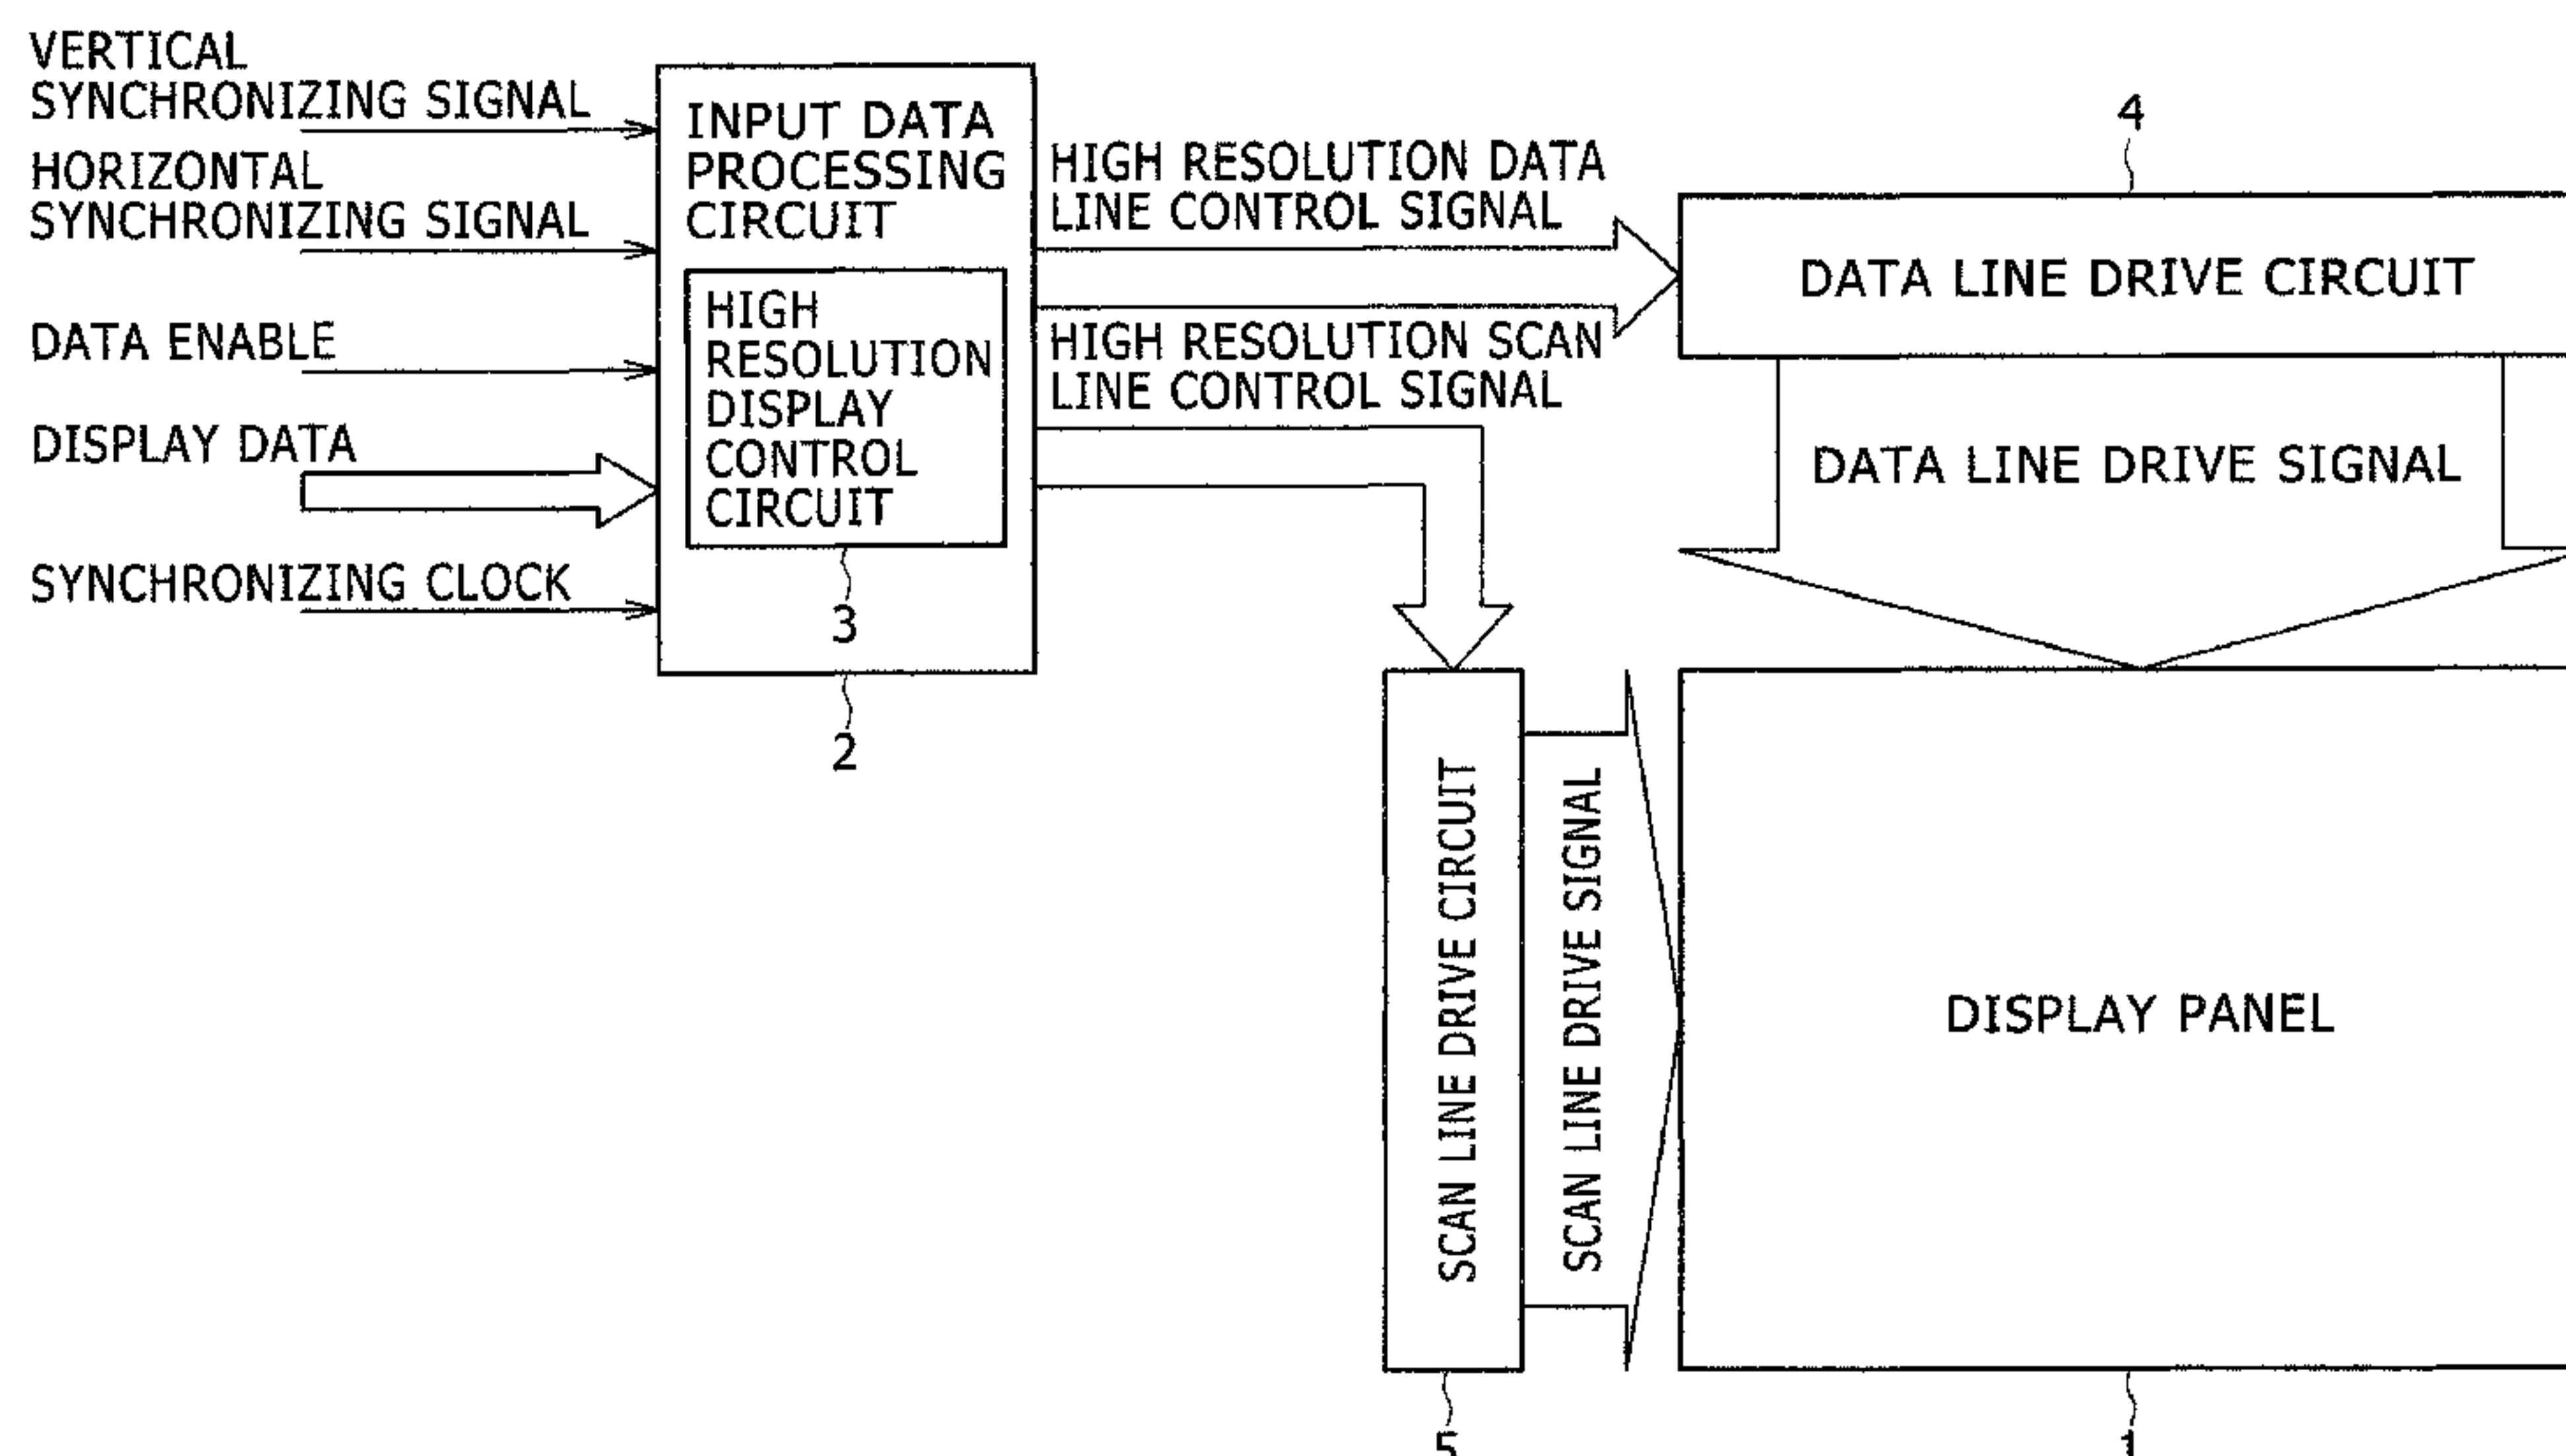 VERTICAL
SYNCHRONIZING SIGNAL
HORIZONTAL
SYNCHRONIZING SIGNAL
DATA ENABLE
DISPLAY DATA
SYNCHRONIZING CLOCK
INPUT DATA
PROCESSING
CIRCUIT
HIGH
RESOLUTION
DISPLAY
CONTROL
CIRCUIT
3
2
HIGH RESOLUTION DATA
LINE CONTROL SIGNAL
HIGH RESOLUTION SCAN
LINE CONTROL SIGNAL
4
DATA LINE DRIVE CIRCUIT
DATA LINE DRIVE SIGNAL
SCAN LINE DRIVE CIRCUIT
SCAN LINE DRIVE SIGNAL
DISPLAY PANEL
5
1